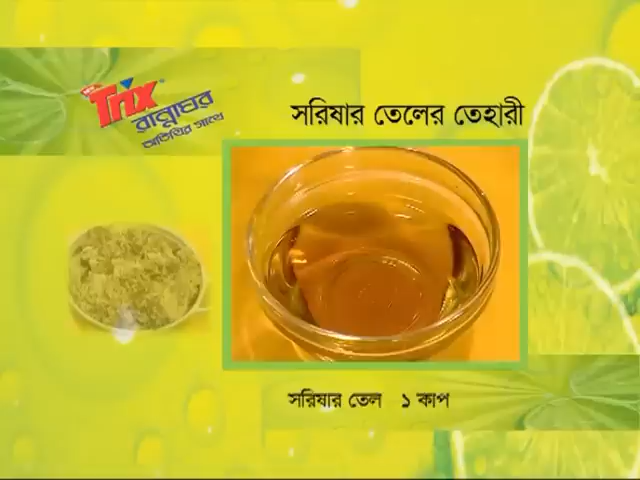 Trix
রান্নাঘর
অতিথির সাথে
সরিষার তেলের তেহারী
সরিষার তেল ১ কাপ